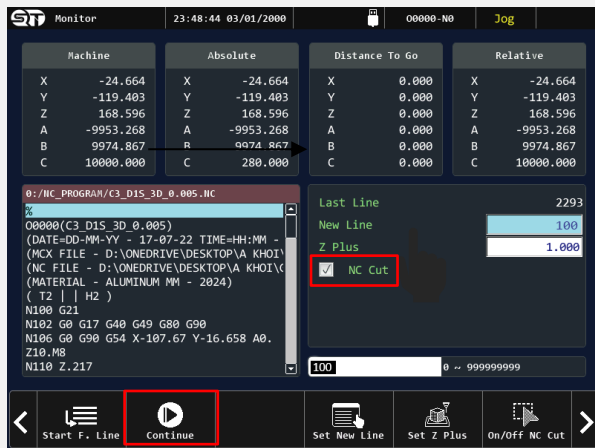 ST Monitor 23:48:44 03/01/2000 O0000-N0 Jog
Machine Absolute Distance To Go Relative
X -24.664 X -24.664 X 0.000 X -24.664
Y -119.403 Y -119.403 Y 0.000 Y -119.403
Z 168.596 Z 168.596 Z 0.000 Z 168.596
A -9953.268 A -9953.268 A 0.000 A -9953.268
B 9974.867 B 9974.867 B 0.000 B 9974.867
C 10000.000 C 280.000 C 0.000 C 10000.000
0:/NC_PROGRAM/C3_D1S_3D_0.005.NC
%
O0000(C3_D1S_3D_0.005)
(DATE=DD-MM-YY - 17-07-22 TIME=HH:MM -
(MCX FILE - D:\ONEDRIVE\DESKTOP\A KHOI\
(NC FILE - D:\ONEDRIVE\DESKTOP\A KHOI\C
(MATERIAL - ALUMINUM MM - 2024)
( T2 | | H2 )
N100 G21
N102 G0 G17 G40 G49 G80 G90
N106 G0 G90 G54 X-107.67 Y-16.658 A0.
Z10.M8
N110 Z.217
Last Line 2293
New Line 100
Z Plus 1.000
NC Cut
100 0 ~ 999999999
Start F. Line Continue Set New Line Set Z Plus On/Off NC Cut